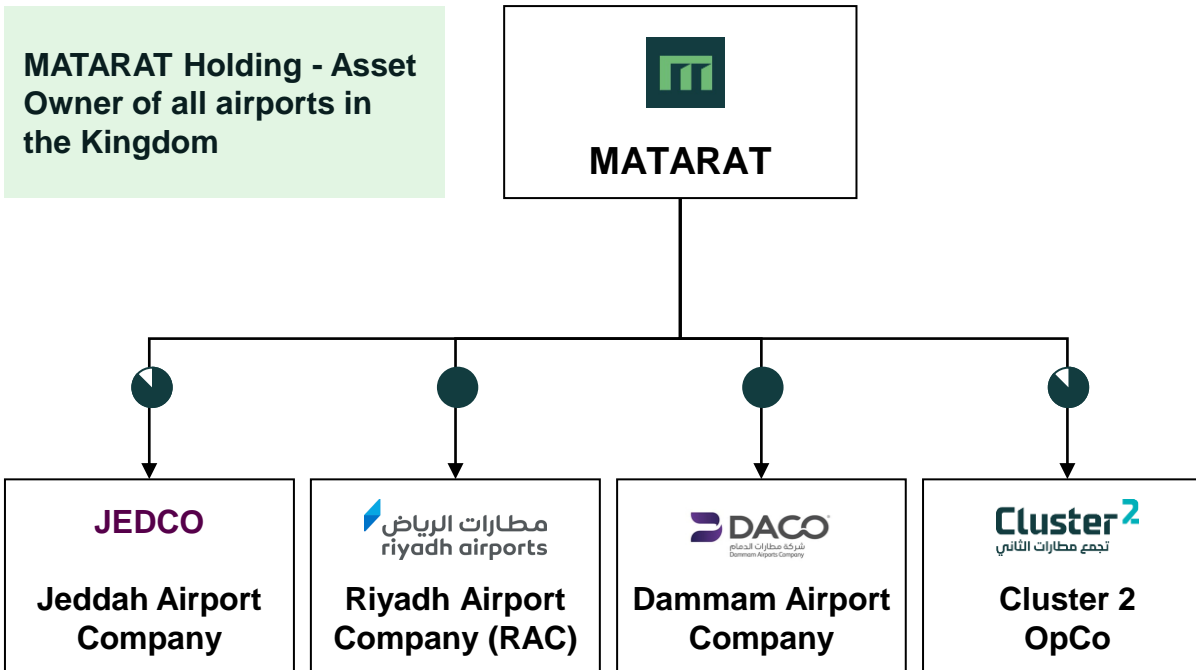 MATARAT Holding - Asset
Owner of all airports in
the Kingdom
MATARAT
JEDCO
Jeddah Airport
Company
مطارات الرياض
riyadh airports
Riyadh Airport
Company (RAC)
DACO
شركة مطارات الدمام
Dammam Airports Company
Dammam Airport
Company
Cluster 2
تجمع مطارات الثاني
Cluster 2
OpCo